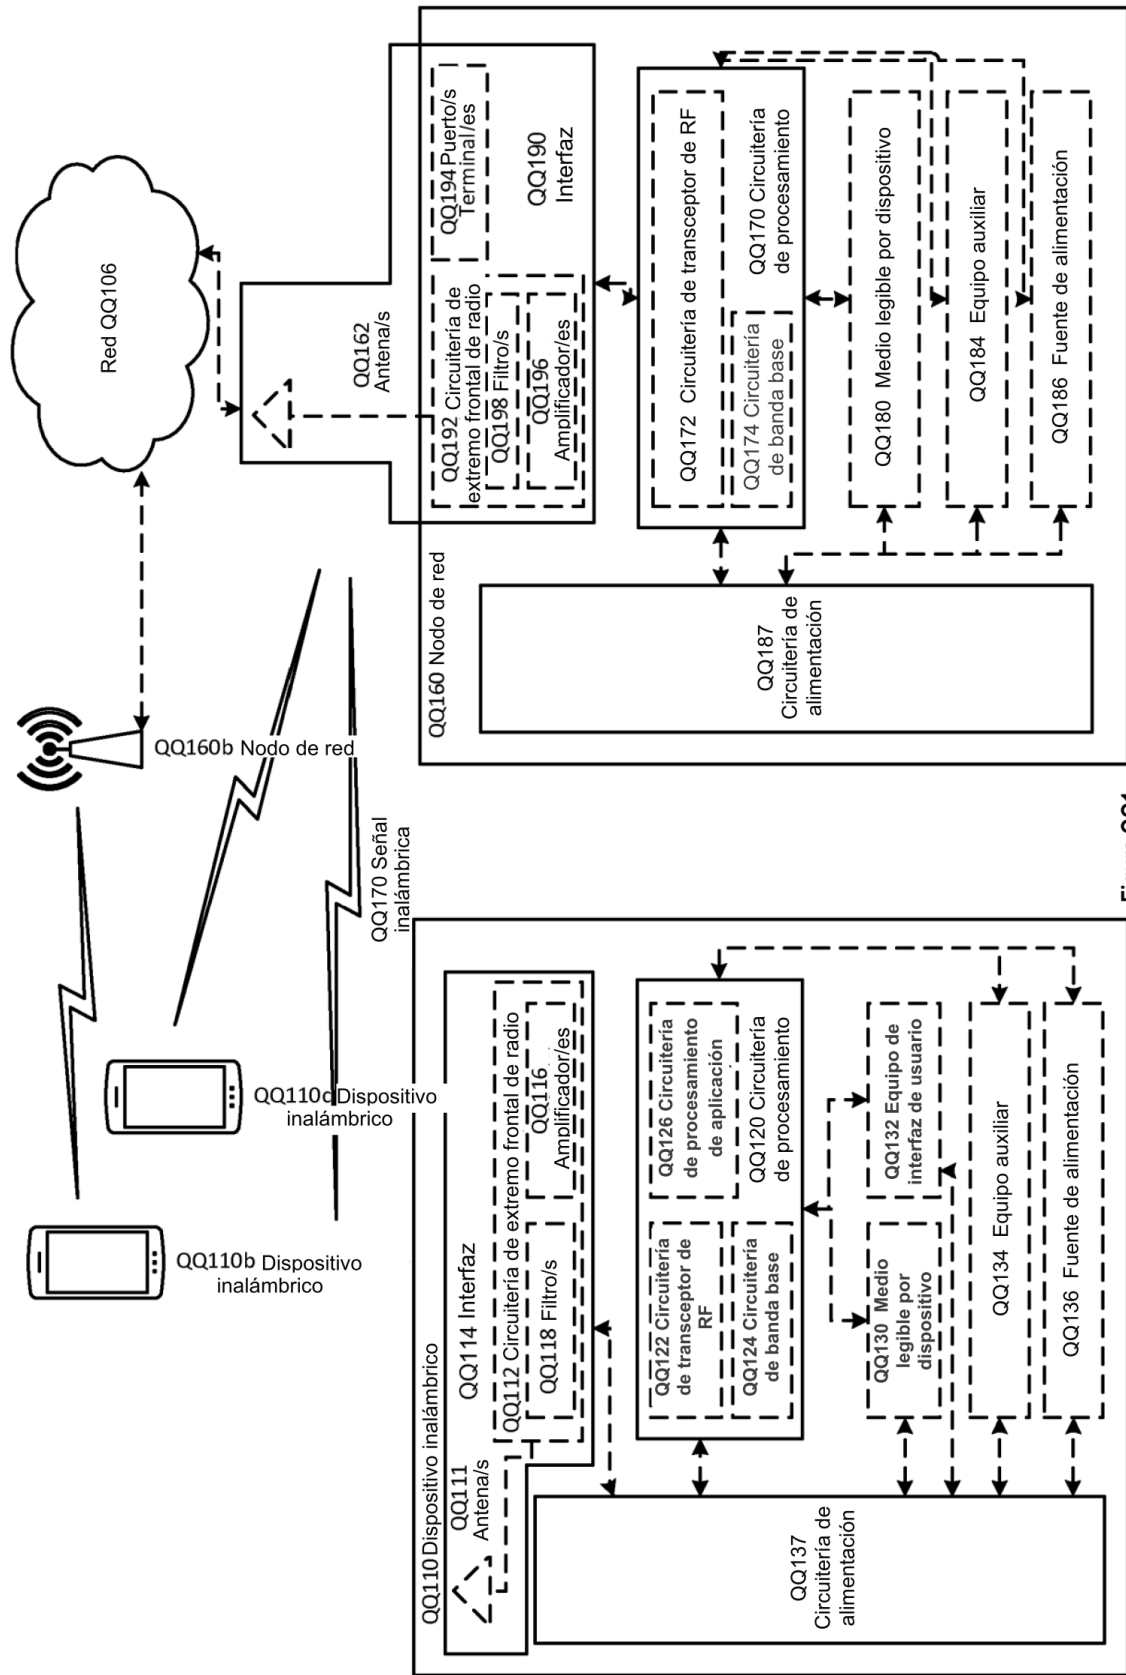 Red QQ106
QQ160b Nodo de red
QQ110c Dispositivo
inalámbrico
QQ110b Dispositivo
inalámbrico
QQ170 Señal
inalámbrica
QQ110 Dispositivo inalámbrico
QQ111
Antena/s
QQ114 Interfaz
QQ112 Circuitería de extremo frontal de radio
QQ118 Filtro/s
QQ116
Amplificador/es
QQ122 Circuitería
de transceptor de
RF
QQ126 Circuitería
de procesamiento
de aplicación
QQ124 Circuitería
de banda base
QQ120 Circuitería
de procesamiento
QQ130 Medio
legible por
dispositivo
QQ132 Equipo de
interfaz de usuario
QQ134 Equipo auxiliar
QQ136 Fuente de alimentación
QQ137
Circuitería de
alimentación
QQ160 Nodo de red
QQ162
Antena/s
QQ192 Circuitería de
extremo frontal de radio
QQ198 Filtro/s
QQ196
Amplificador/es
QQ194 Puerto/s
Terminal/es
QQ190
Interfaz
QQ172 Circuitería de transceptor de RF
QQ174 Circuitería
de banda base
QQ170 Circuitería
de procesamiento
QQ180 Medio legible por dispositivo
QQ184 Equipo auxiliar
QQ186 Fuente de alimentación
QQ187
Circuitería de
alimentación